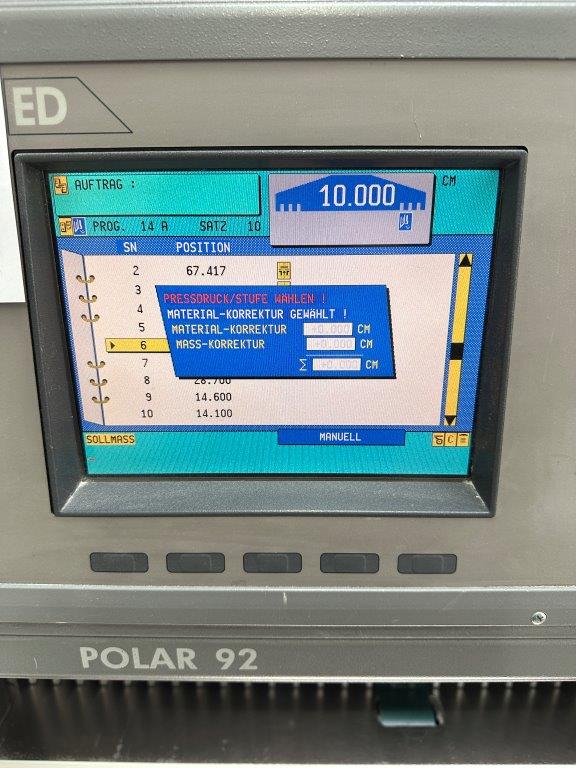 ED
AUFTRAG :
10.000
CM
PROG. 14 A SATZ 10
SN POSITION
2 67.417
3
PRESSDRUCK/STUFE WÄHLEN !
4
MATERIAL-KORREKTUR GEWÄHLT !
5
MATERIAL-KORREKTUR +0.000 CM
6
MASS-KORREKTUR +0.000 CM
7
Σ +0.000 CM
8 28.700
9 14.600
10 14.100
SOLLMASS
MANUELL
C
POLAR 92